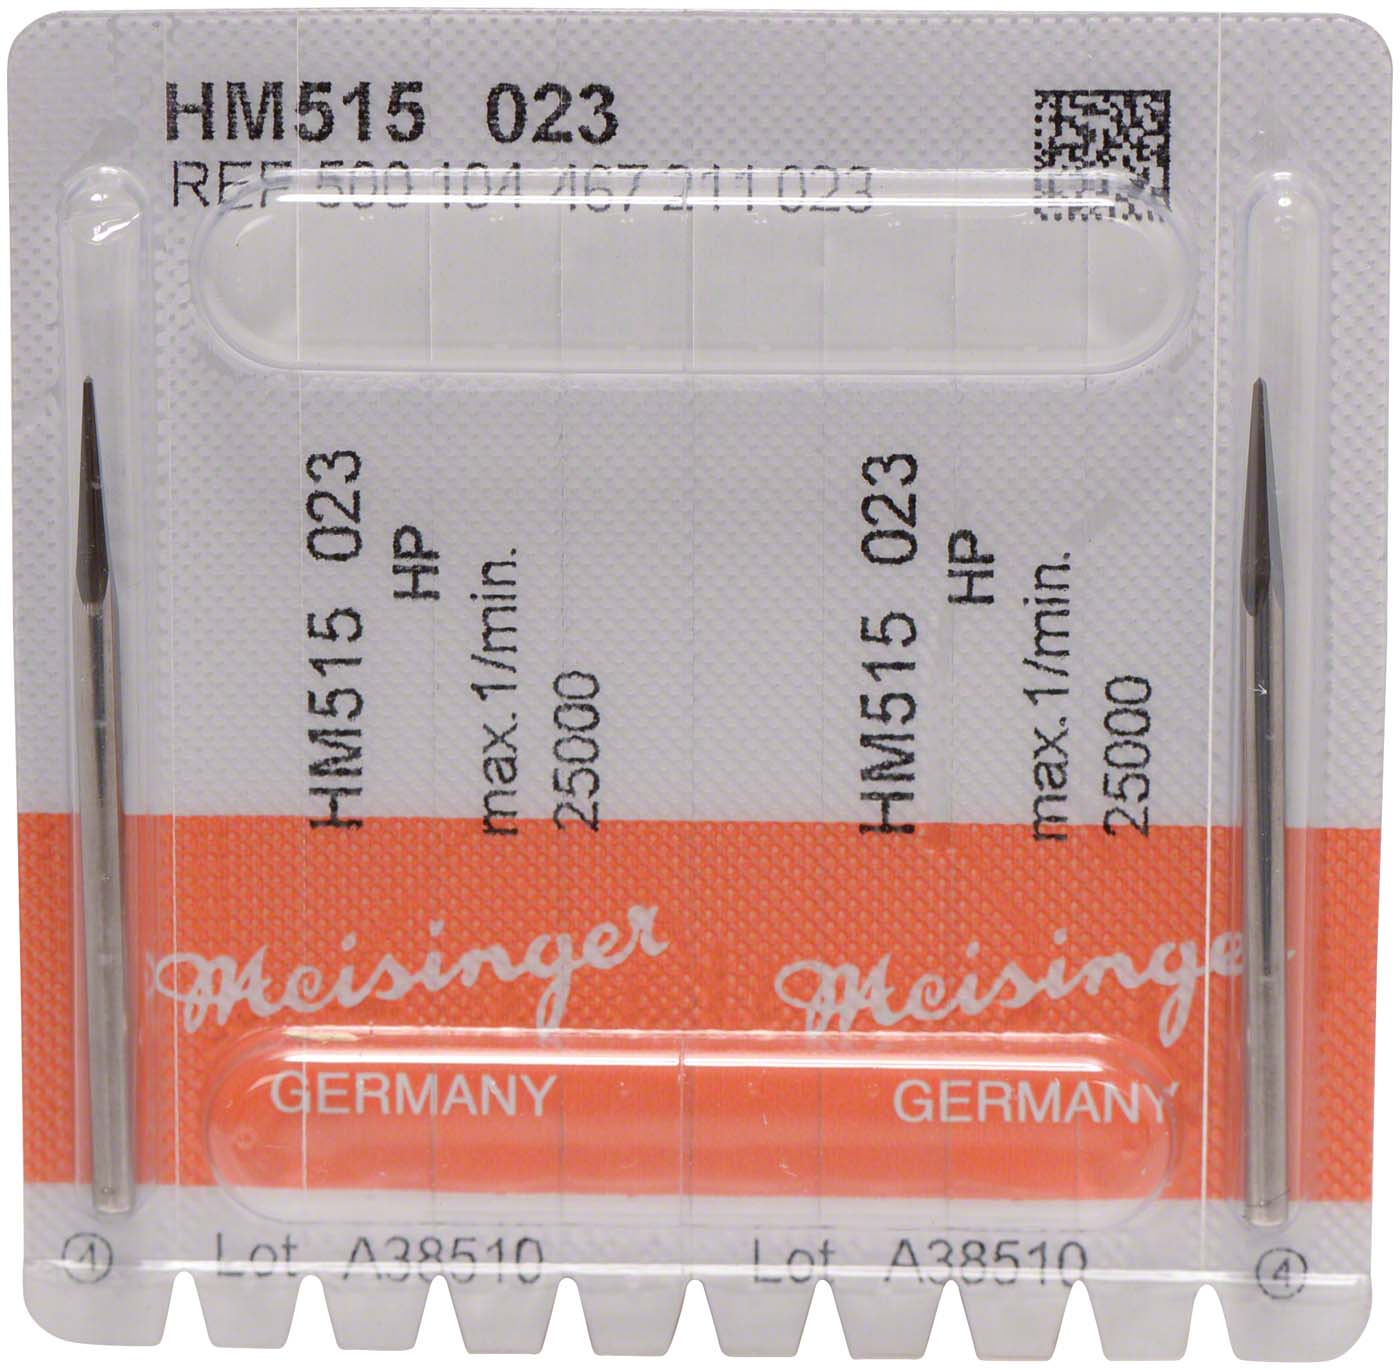 HM515 023
REF 500 104 467 211 023
HM515 023
HP
max.1/min.
25000
HM515 023
HP
max.1/min.
25000
Meisinger
GERMANY
Meisinger
GERMANY
Lot A38510
Lot A38510
4